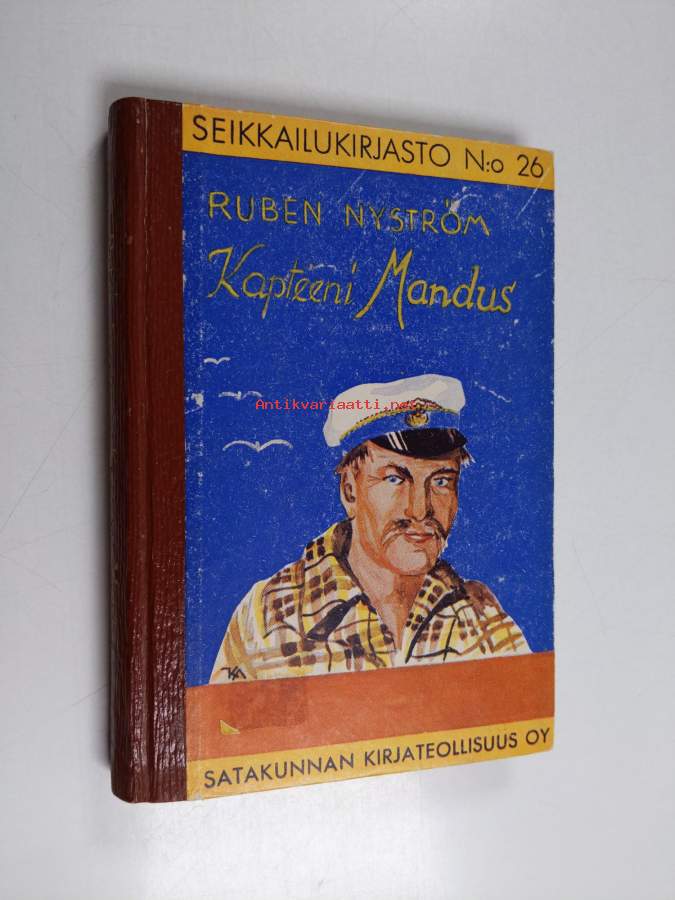 SEIKKAILUKIRJASTO N:o 26
RUBEN NYSTRÖM
Kapteeni Mandus
Antikvariaatti.net
SATAKUNNAN KIRJATEOLLISUUS OY